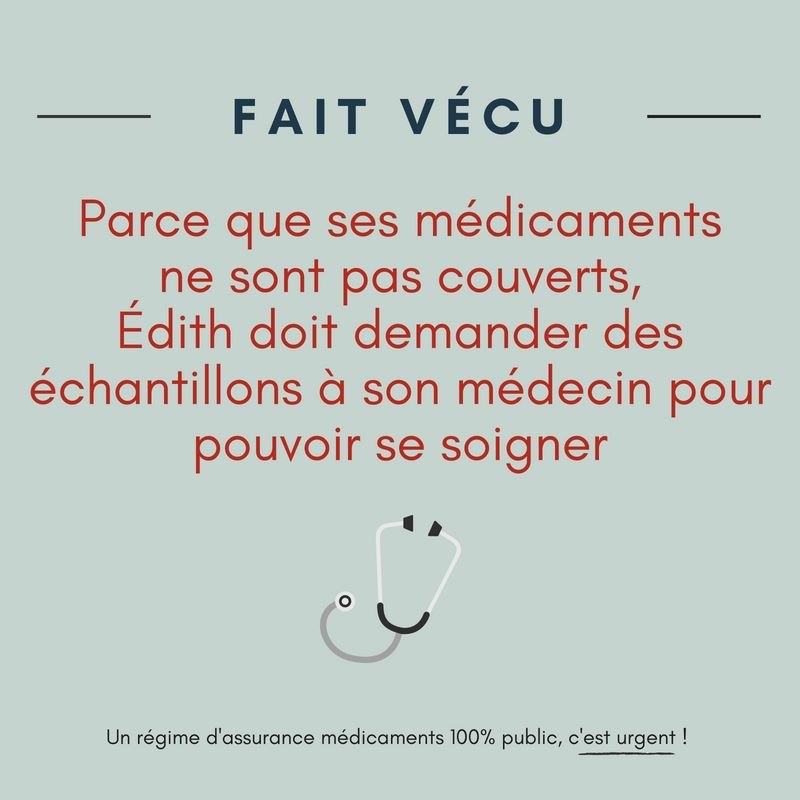 FAIT VÉCU
Parce que ses médicaments
ne sont pas couverts,
Édith doit demander des
échantillons à son médecin pour
pouvoir se soigner
Un régime d'assurance médicaments 100% public, c'est urgent !